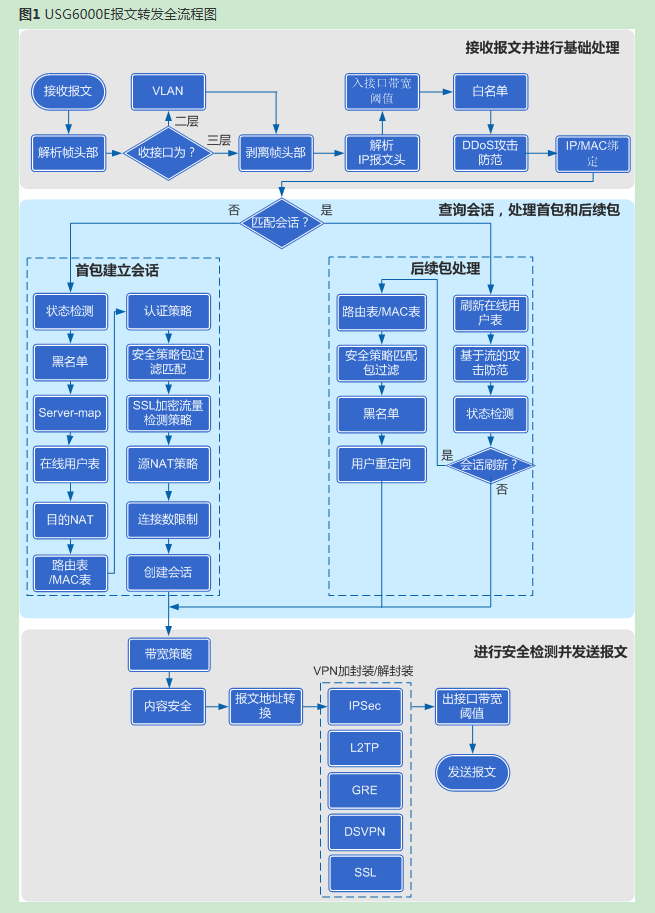 图1 USG6000E报文转发全流程图
接收报文并进行基础处理
接收报文
VLAN
入接口带宽
阈值
白名单
二层
三层
解析帧头部
收接口为？
剥离帧头部
解析
IP报文头
DDoS攻击
防范
IP/MAC绑
定
否
匹配会话？
是
查询会话，处理首包和后续包
首包建立会话
状态检测
黑名单
Server-map
在线用户表
目的NAT
路由表
/MAC表
认证策略
安全策略包过
滤匹配
SSL加密流量
检测策略
源NAT策略
连接数限制
创建会话
后续包处理
路由表/MAC表
安全策略匹配
包过滤
黑名单
用户重定向
刷新在线用
户表
基于流的攻
击防范
状态检测
是
会话刷新？
否
带宽策略
进行安全检测并发送报文
VPN加封装/解封装
内容安全
报文地址转
换
IPSec
L2TP
GRE
DSVPN
SSL
出接口带宽
阈值
发送报文